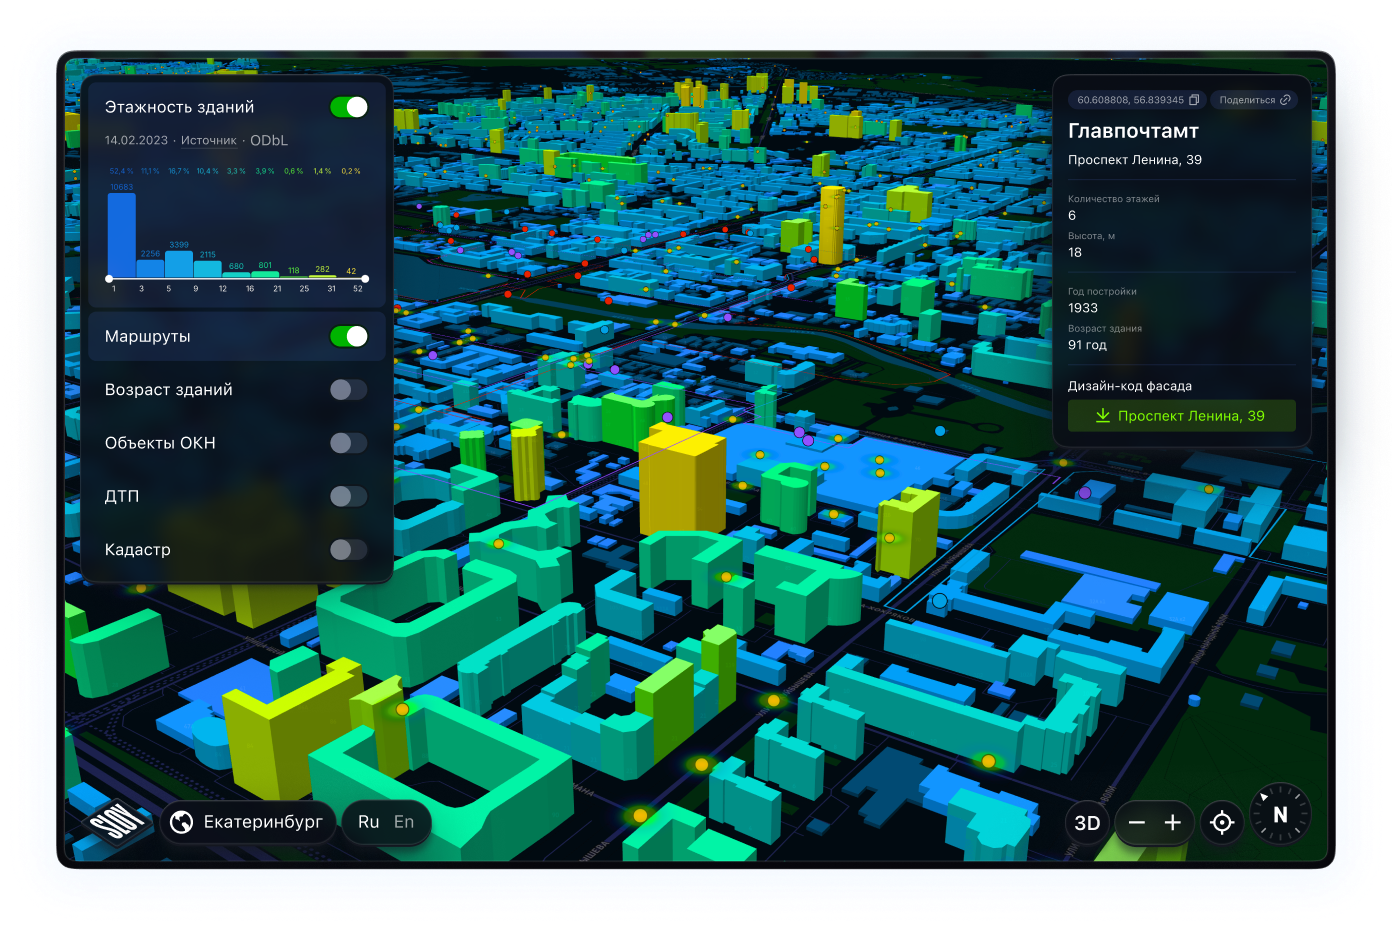 Этажность зданий
14.02.2023 · Источник · ODbL
52,4 % 11,1 % 16,7 % 10,4 % 3,3 % 3,9 % 0,6 % 1,4 % 0,2 %
10683 2256 3399 2115 680 801 118 282 42
1 3 5 9 12 16 21 25 31 52
Маршруты
Возраст зданий
Объекты ОКН
ДТП
Кадастр
60.608808, 56.839345
Поделиться
Главпочтамт
Проспект Ленина, 39
Количество этажей
6
Высота, м
18
Год постройки
1933
Возраст здания
91 год
Дизайн-код фасада
Проспект Ленина, 39
SLOY
Екатеринбург
Ru En
3D
− +
N